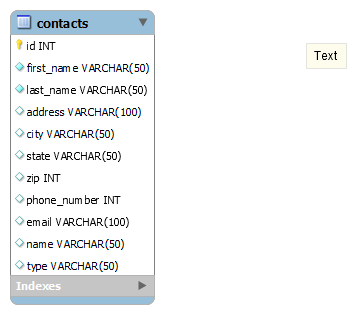 contacts
id INT
first_name VARCHAR(50)
last_name VARCHAR(50)
address VARCHAR(100)
city VARCHAR(50)
state VARCHAR(50)
zip INT
phone_number INT
email VARCHAR(100)
name VARCHAR(50)
type VARCHAR(50)
Indexes
Text